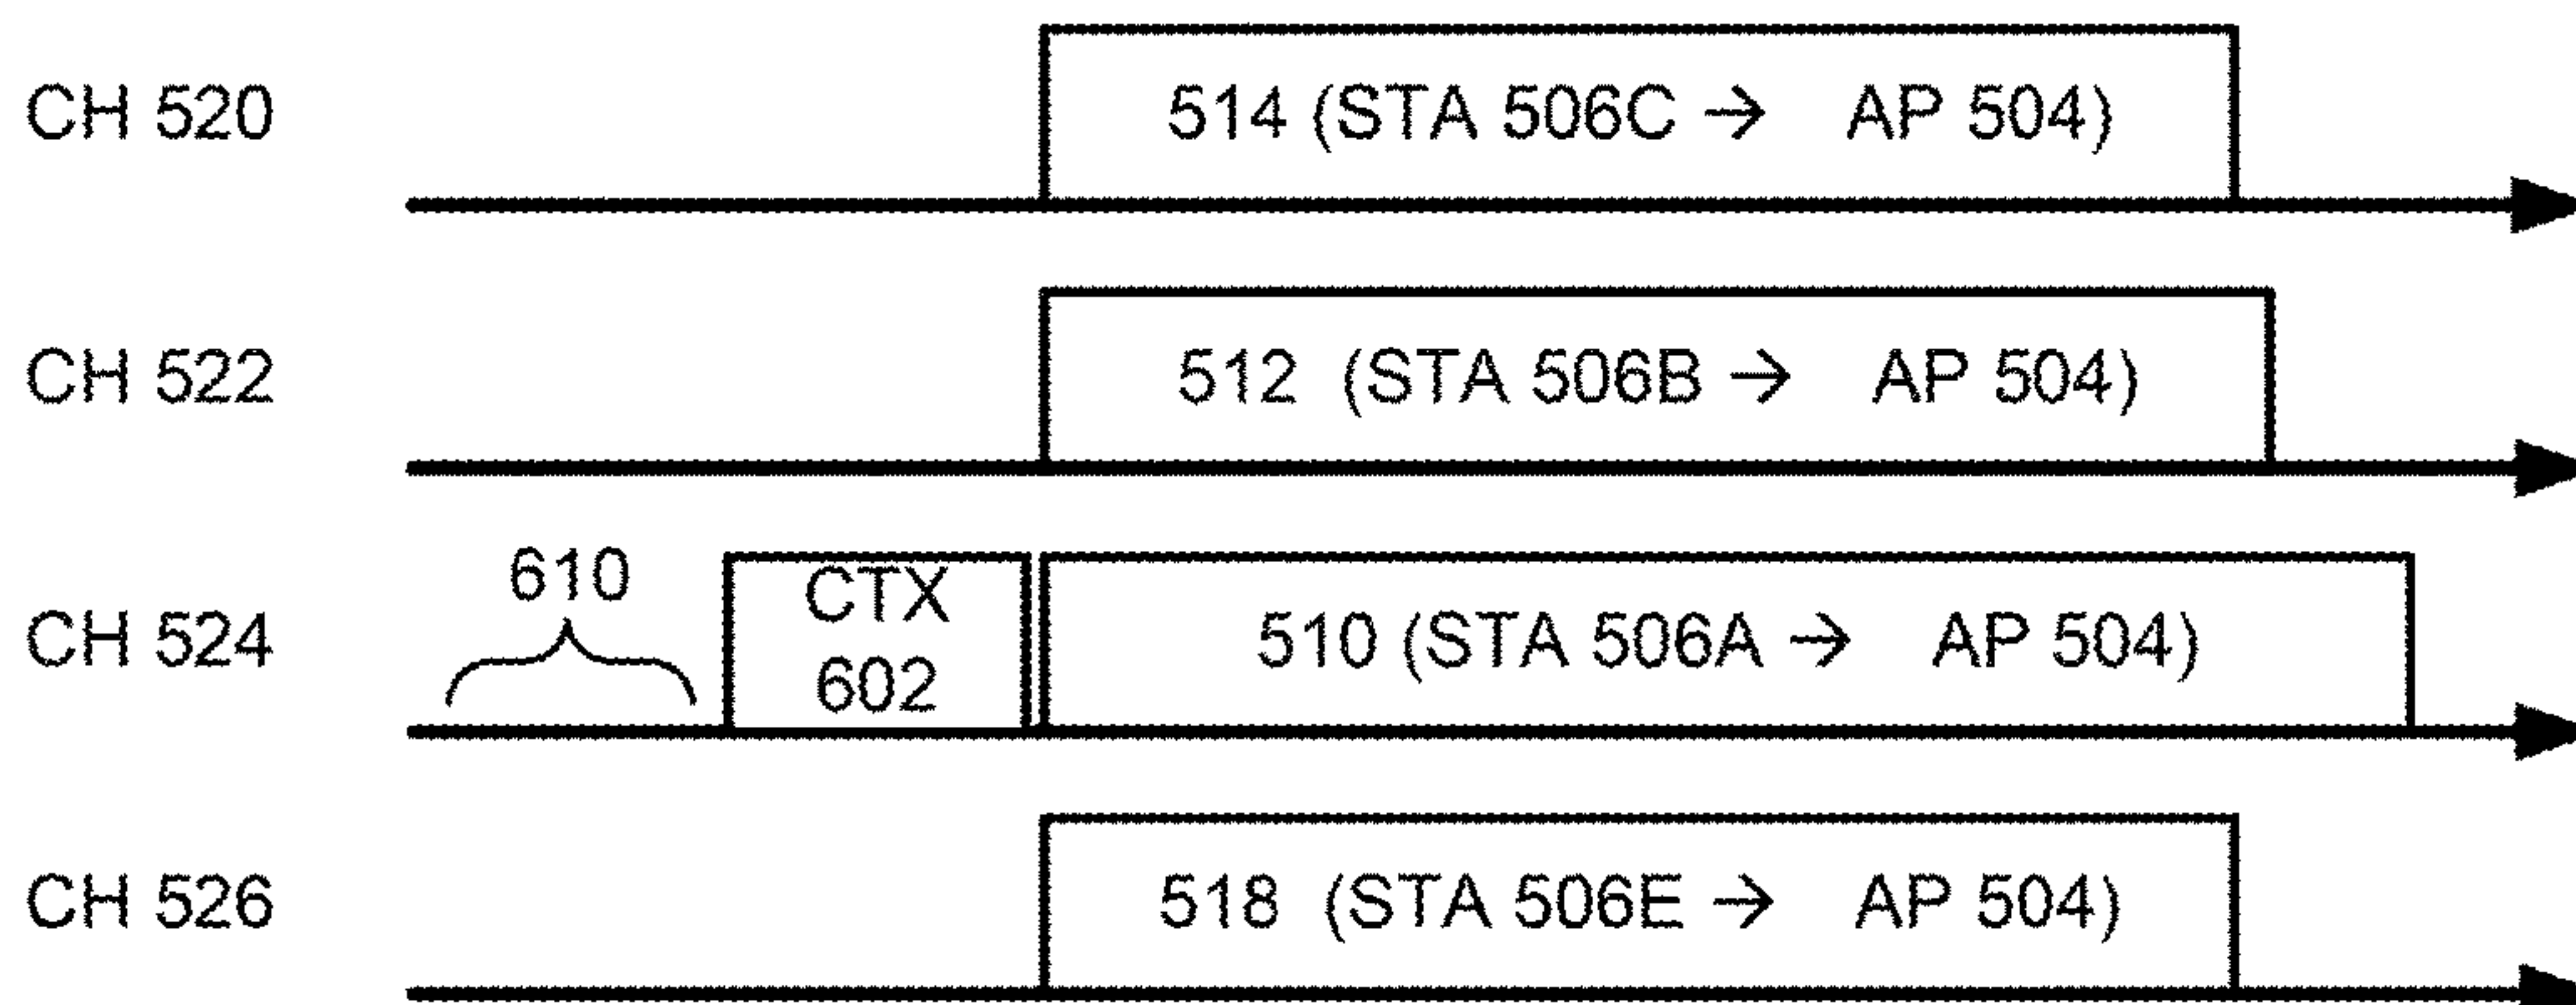 CH 520
514 (STA 506C → AP 504)
CH 522
512 (STA 506B → AP 504)
CH 524
610
CTX
602
510 (STA 506A → AP 504)
CH 526
518 (STA 506E → AP 504)